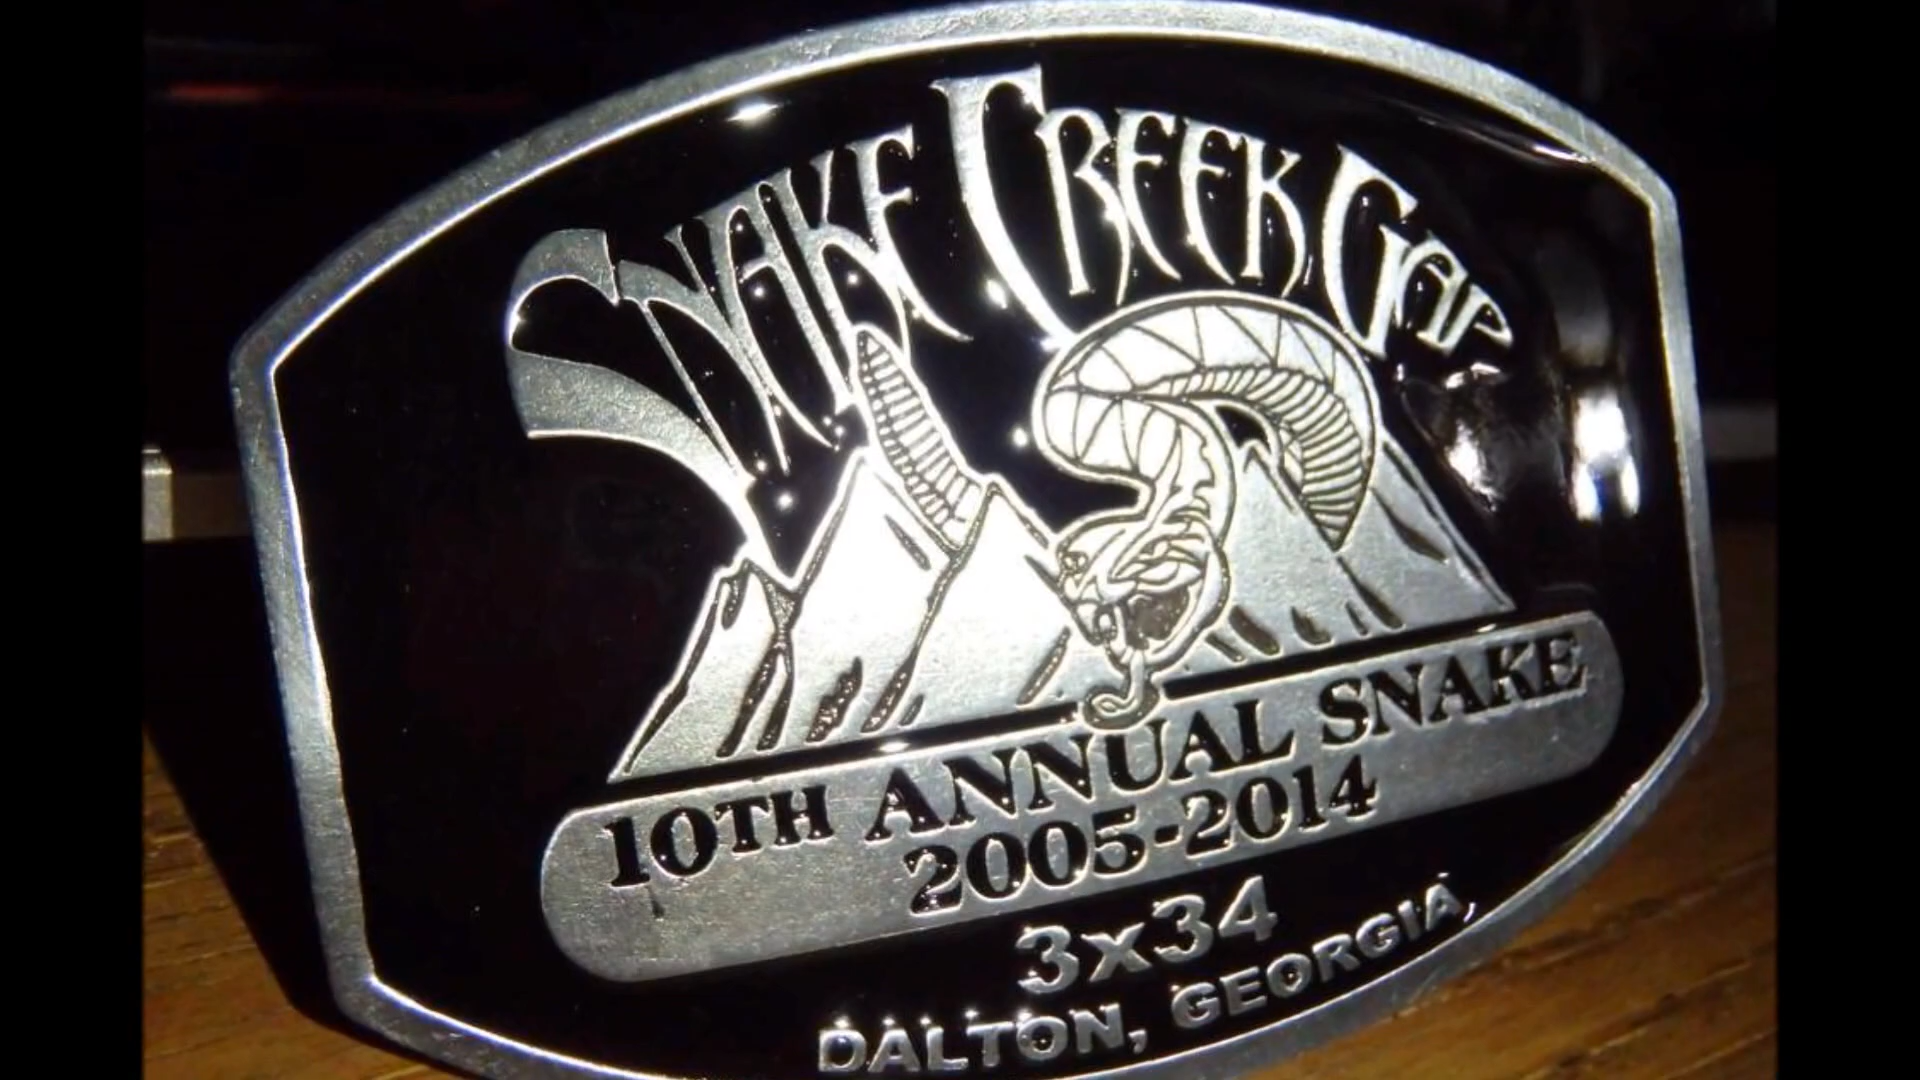 SNAKE CREEK GAP
10TH ANNUAL SNAKE
2005-2014
3x34
DALTON, GEORGIA,